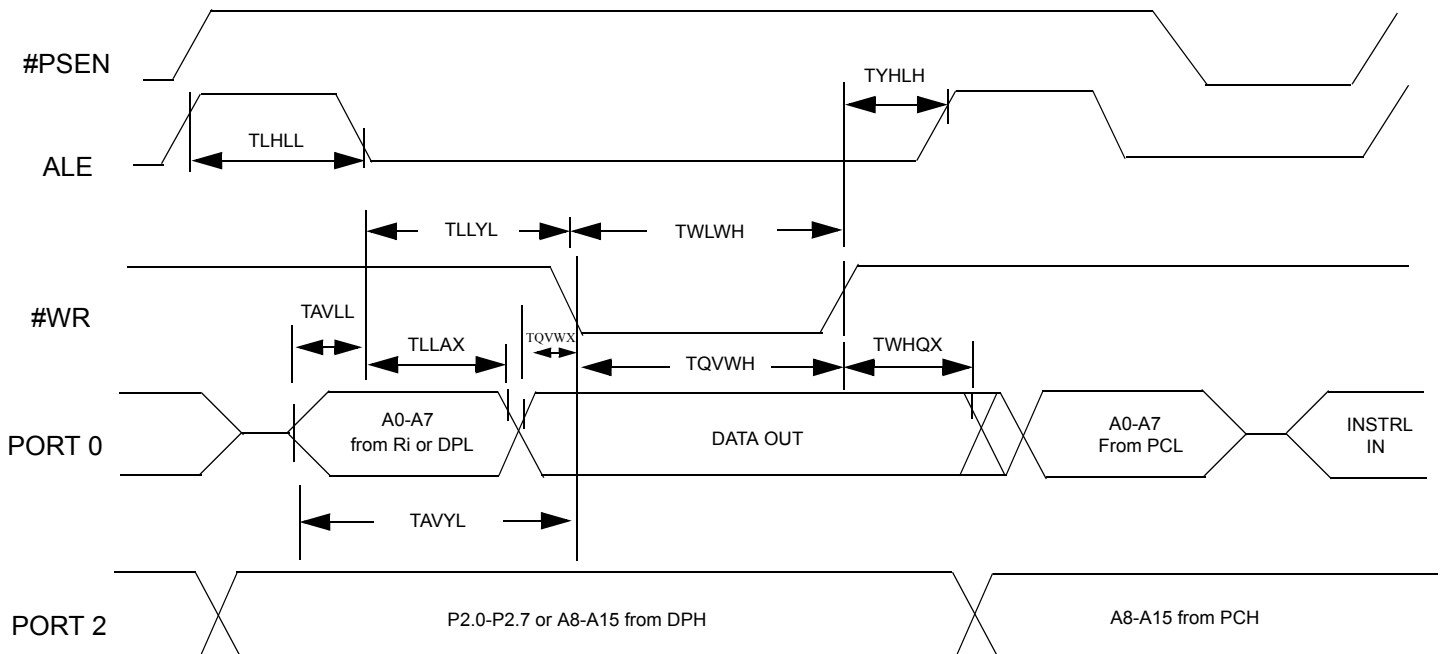 #PSEN
TYHLH
TLHLL
ALE
TLLYL
TWLWH
#WR
TAVLL
TLLAX
TQVWX
TQVWH
TWHQX
PORT 0
A0-A7
from Ri or DPL
DATA OUT
A0-A7
From PCL
INSTRL
IN
TAVYL
PORT 2
P2.0-P2.7 or A8-A15 from DPH
A8-A15 from PCH